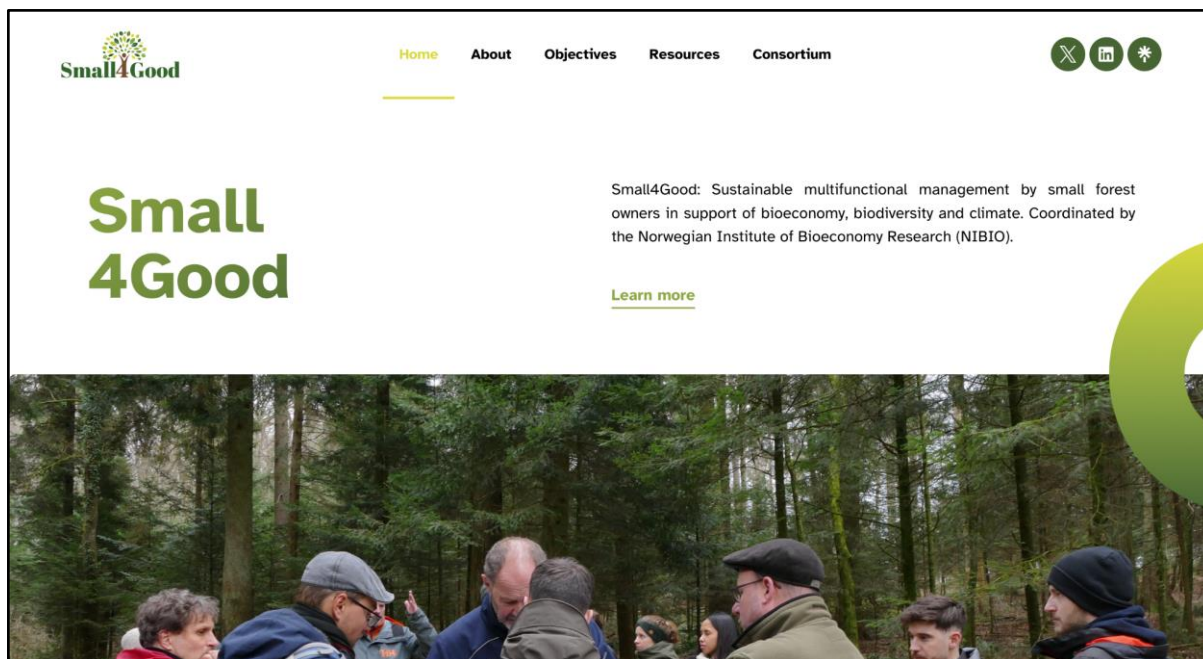 Small4Good
Home About Objectives Resources Consortium
Small
4Good
Small4Good: Sustainable multifunctional management by small forest
owners in support of bioeconomy, biodiversity and climate. Coordinated by
the Norwegian Institute of Bioeconomy Research (NIBIO).
Learn more